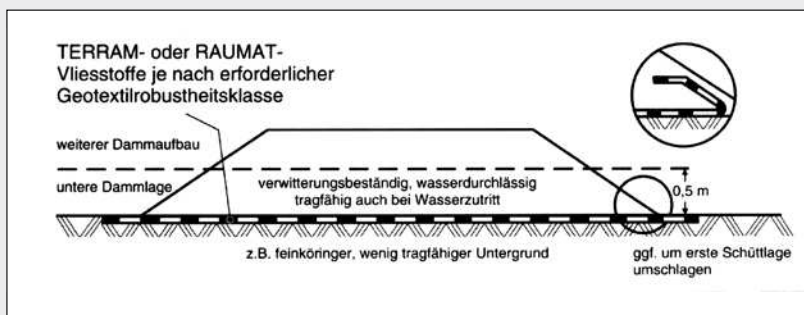 TERRAM- oder RAUMAT-
Vliesstoffe je nach erforderlicher
Geotextilrobustheitsklasse
weiterer Dammaufbau
untere Dammlage
verwitterungsbeständig, wasserdurchlässig
tragfähig auch bei Wasserzutritt
0,5 m
z.B. feinköringer, wenig tragfähiger Untergrund
ggf. um erste Schüttlage
umschlagen